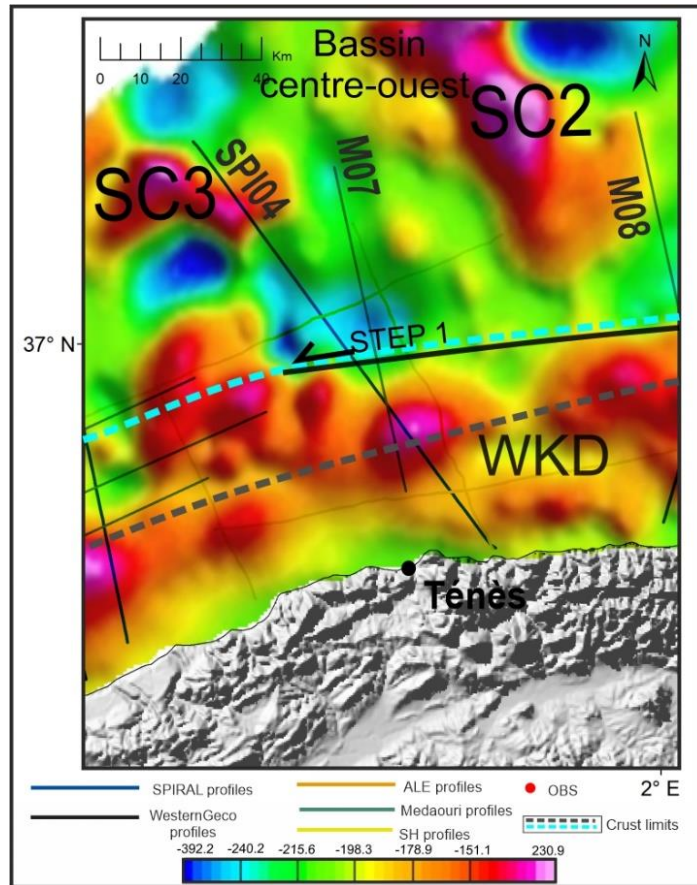 Km
0 10 20 40
Bassin
centre-ouest
N
SC2
SPI04
M07
SC3
M08
37° N
STEP 1
WKD
Ténès
2° E
SPIRAL profiles
ALE profiles
OBS
WesternGeco
profiles
Medaouri profiles
Crust limits
SH profiles
-392.2 -240.2 -215.6 -198.3 -178.9 -151.1 230.9